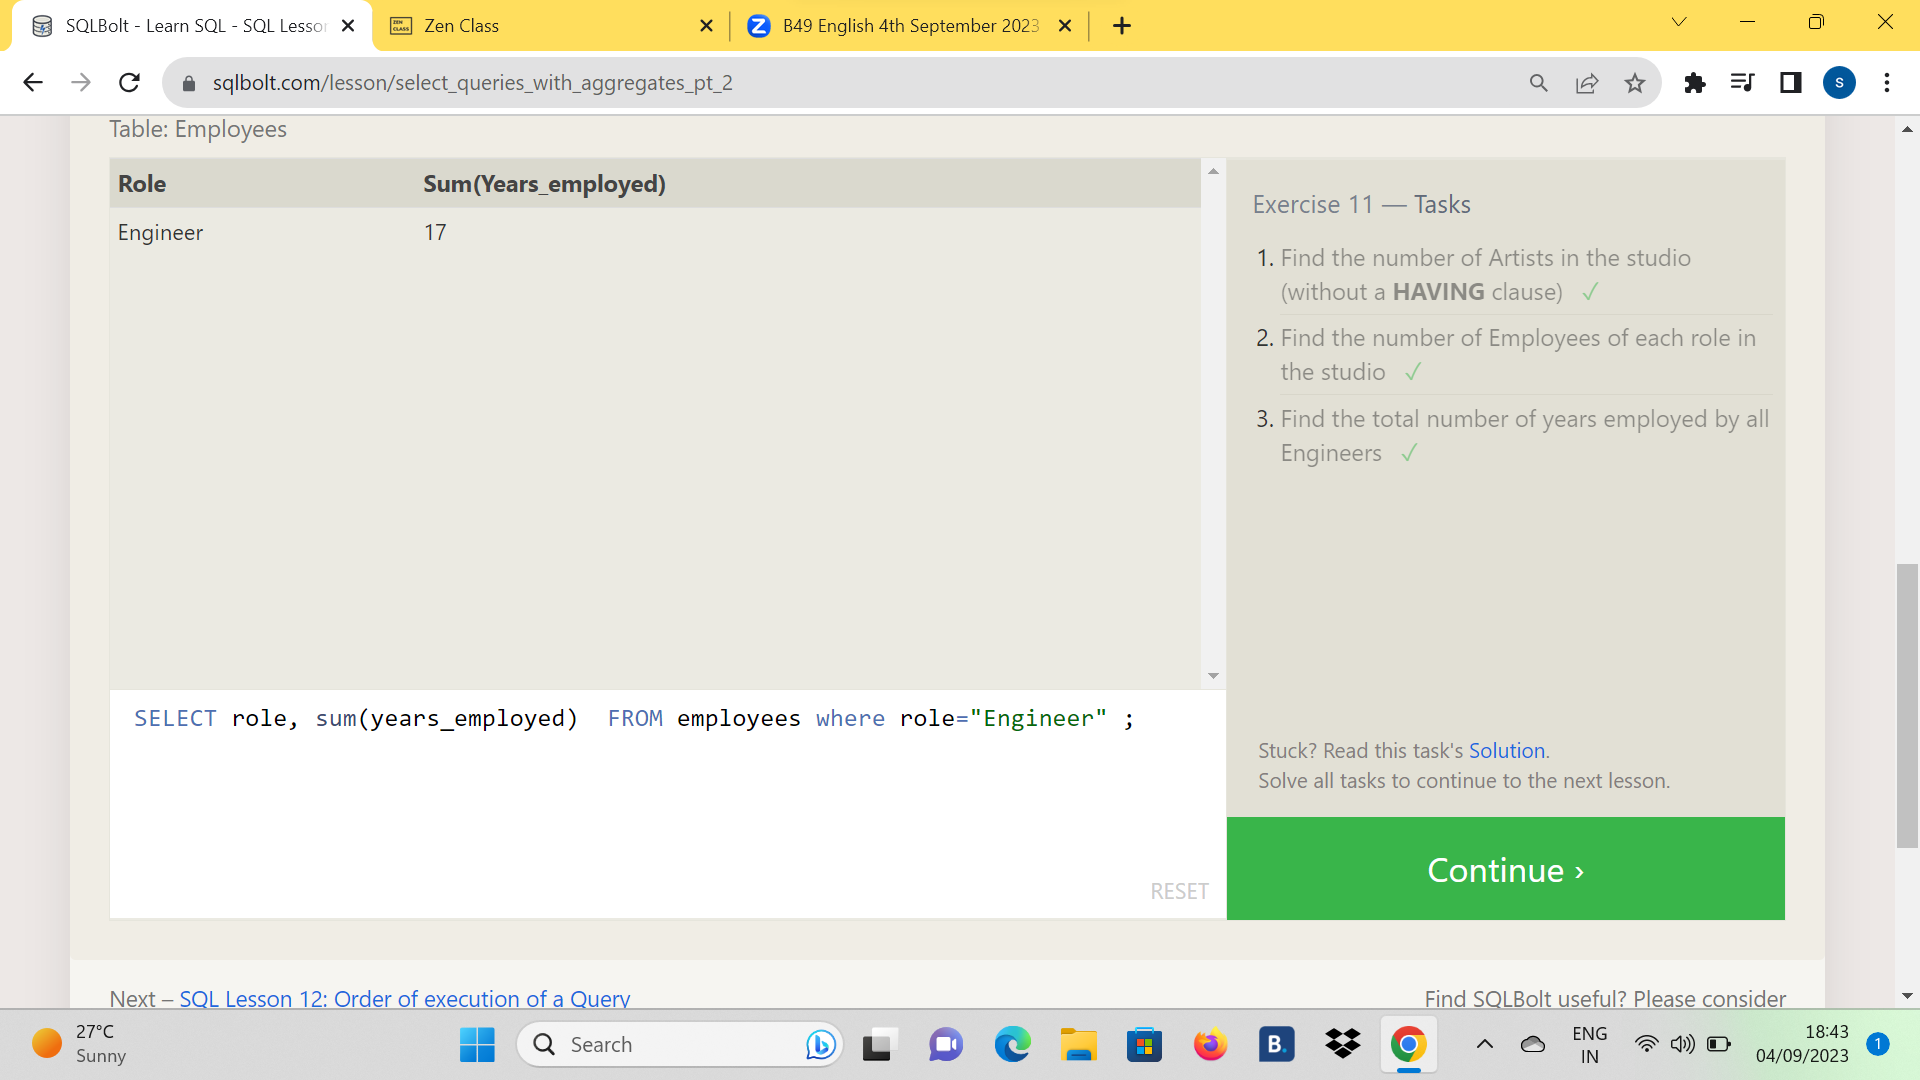 SQLBolt - Learn SQL - SQL Lesson
Zen Class
B49 English 4th September 2023
sqlbolt.com/lesson/select_queries_with_aggregates_pt_2
S
Table: Employees
Role Sum(Years_employed)
Engineer 17
Exercise 11 — Tasks
1. Find the number of Artists in the studio
(without a HAVING clause) ✓
2. Find the number of Employees of each role in
the studio ✓
3. Find the total number of years employed by all
Engineers ✓
SELECT role, sum(years_employed)  FROM employees where role="Engineer" ;
RESET
Stuck? Read this task's Solution.
Solve all tasks to continue to the next lesson.
Continue ›
Next – SQL Lesson 12: Order of execution of a Query
Find SQLBolt useful? Please consider
27°C
Sunny
Search
B.
ENG
IN
18:43
04/09/2023
1